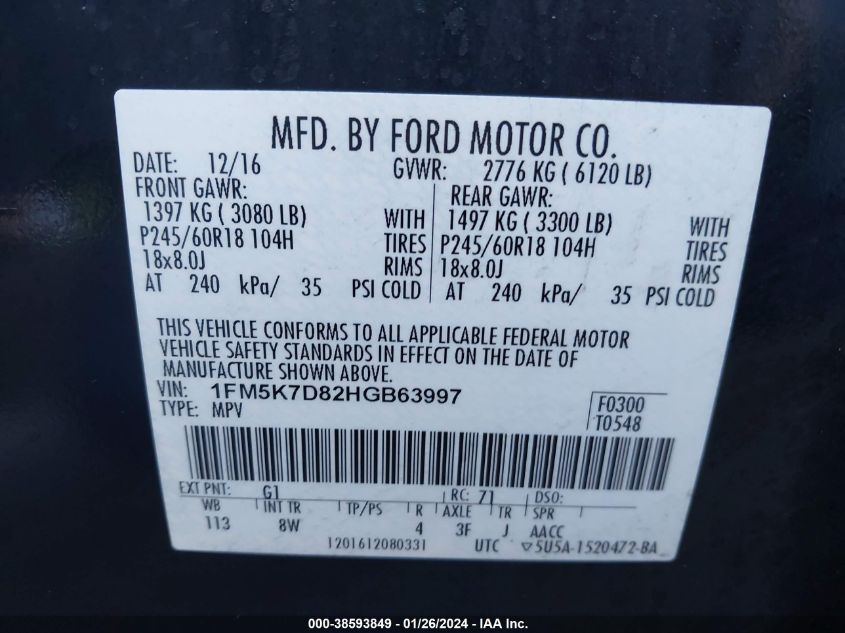 MFD. BY FORD MOTOR CO.
DATE: 12/16 GVWR: 2776 KG ( 6120 LB)
FRONT GAWR: REAR GAWR:
1397 KG ( 3080 LB) WITH 1497 KG ( 3300 LB) WITH
P245/60R18 104H TIRES P245/60R18 104H TIRES
18x8.0J RIMS 18x8.0J RIMS
AT 240 kPa/ 35 PSI COLD AT 240 kPa/ 35 PSI COLD
THIS VEHICLE CONFORMS TO ALL APPLICABLE FEDERAL MOTOR
VEHICLE SAFETY STANDARDS IN EFFECT ON THE DATE OF
MANUFACTURE SHOWN ABOVE.
VIN: 1FM5K7D82HGB63997 F0300
TYPE: MPV T0548
EXT PNT: G1 RC: 71 DSO:
WB INT TR TP/PS R AXLE TR SPR
113 8W 4 3F J AACC
1201612080331 UTC ▽5U5A-1520472-BA
000-38593849 - 01/26/2024 - IAA Inc.